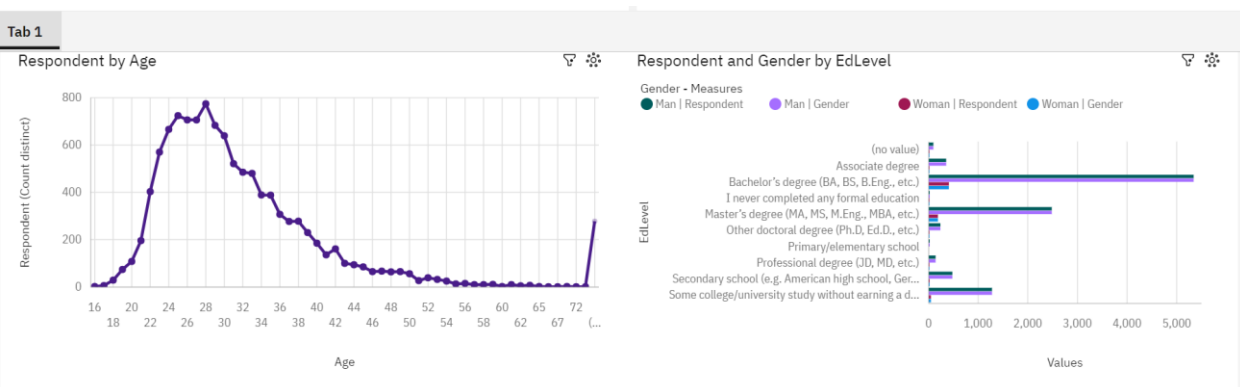 Tab 1
Respondent by Age
Respondent (Count distinct)
800
600
400
200
0
16 20 24 28 32 36 40 44 48 52 56 60 65 72
18 22 26 30 34 38 42 46 50 54 58 62 67 (...
Age
Respondent and Gender by EdLevel
Gender - Measures
Man | Respondent Man | Gender Woman | Respondent Woman | Gender
EdLevel
(no value)
Associate degree
Bachelor's degree (BA, BS, B.Eng., etc.)
I never completed any formal education
Master's degree (MA, MS, M.Eng., MBA, etc.)
Other doctoral degree (Ph.D, Ed.D., etc.)
Primary/elementary school
Professional degree (JD, MD, etc.)
Secondary school (e.g. American high school, Ger...
Some college/university study without earning a d...
0 1,000 2,000 3,000 4,000 5,000
Values